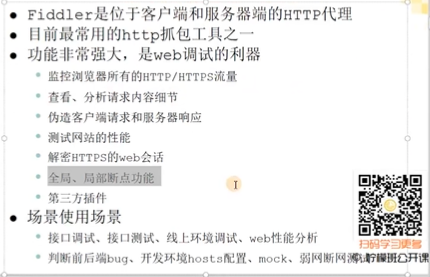 Fiddler是位于客户端和服务器端的HTTP代理
目前最常用的http抓包工具之一
功能非常强大，是web调试的利器
监控浏览器所有的HTTP/HTTPS流量
查看、分析请求内容细节
伪造客户端请求和服务器响应
测试网站的性能
解密HTTPS的web会话
全局、局部断点功能
第三方插件
场景使用场景
接口调试、接口测试、线上环境调试、web性能分析
判断前后端bug、开发环境hosts配置、mock、弱网断网测试
扫码学习更多
柠檬班公开课